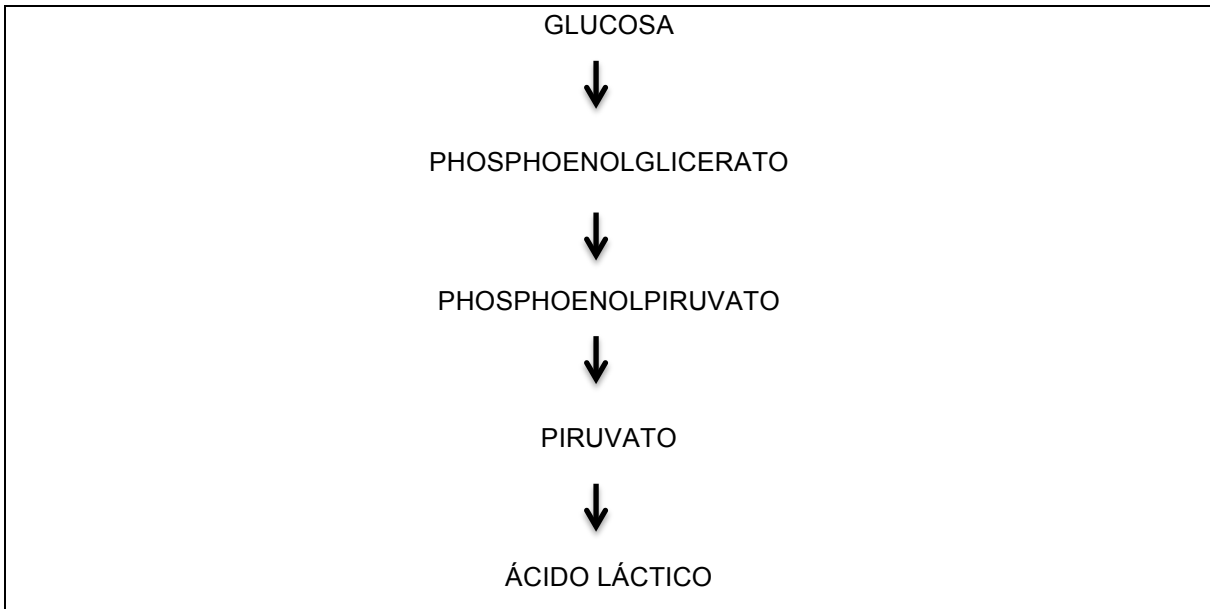 GLUCOSA
PHOSPHOENOLGLICERATO
PHOSPHOENOLPIRUVATO
PIRUVATO
ÁCIDO LÁCTICO